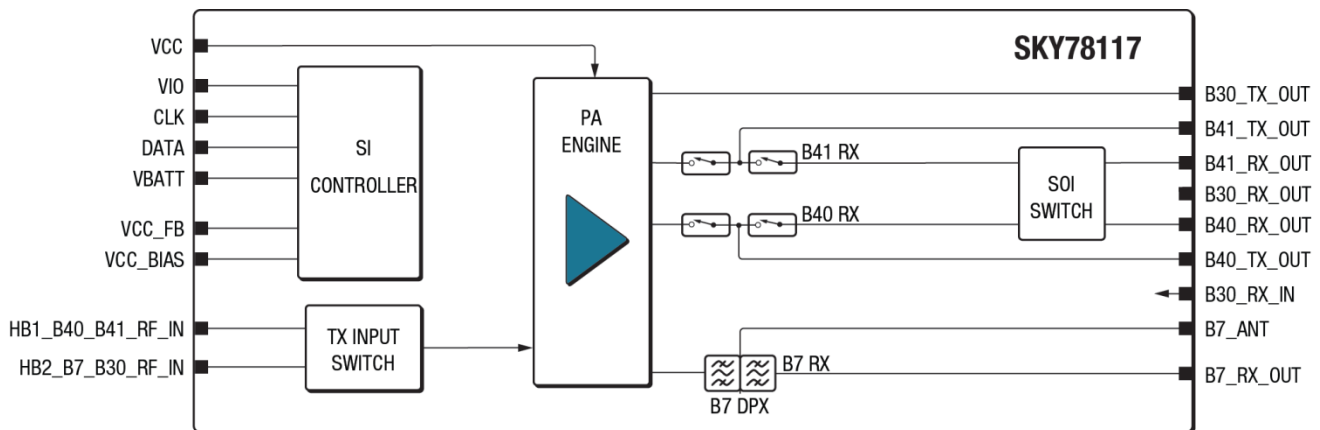 SKY78117
VCC
VIO
CLK
DATA
VBATT
VCC_FB
VCC_BIAS
HB1_B40_B41_RF_IN
HB2_B7_B30_RF_IN
SI
CONTROLLER
TX INPUT
SWITCH
PA
ENGINE
B41 RX
B40 RX
SOI
SWITCH
B7 RX
B7 DPX
B30_TX_OUT
B41_TX_OUT
B41_RX_OUT
B30_RX_OUT
B40_RX_OUT
B40_TX_OUT
B30_RX_IN
B7_ANT
B7_RX_OUT